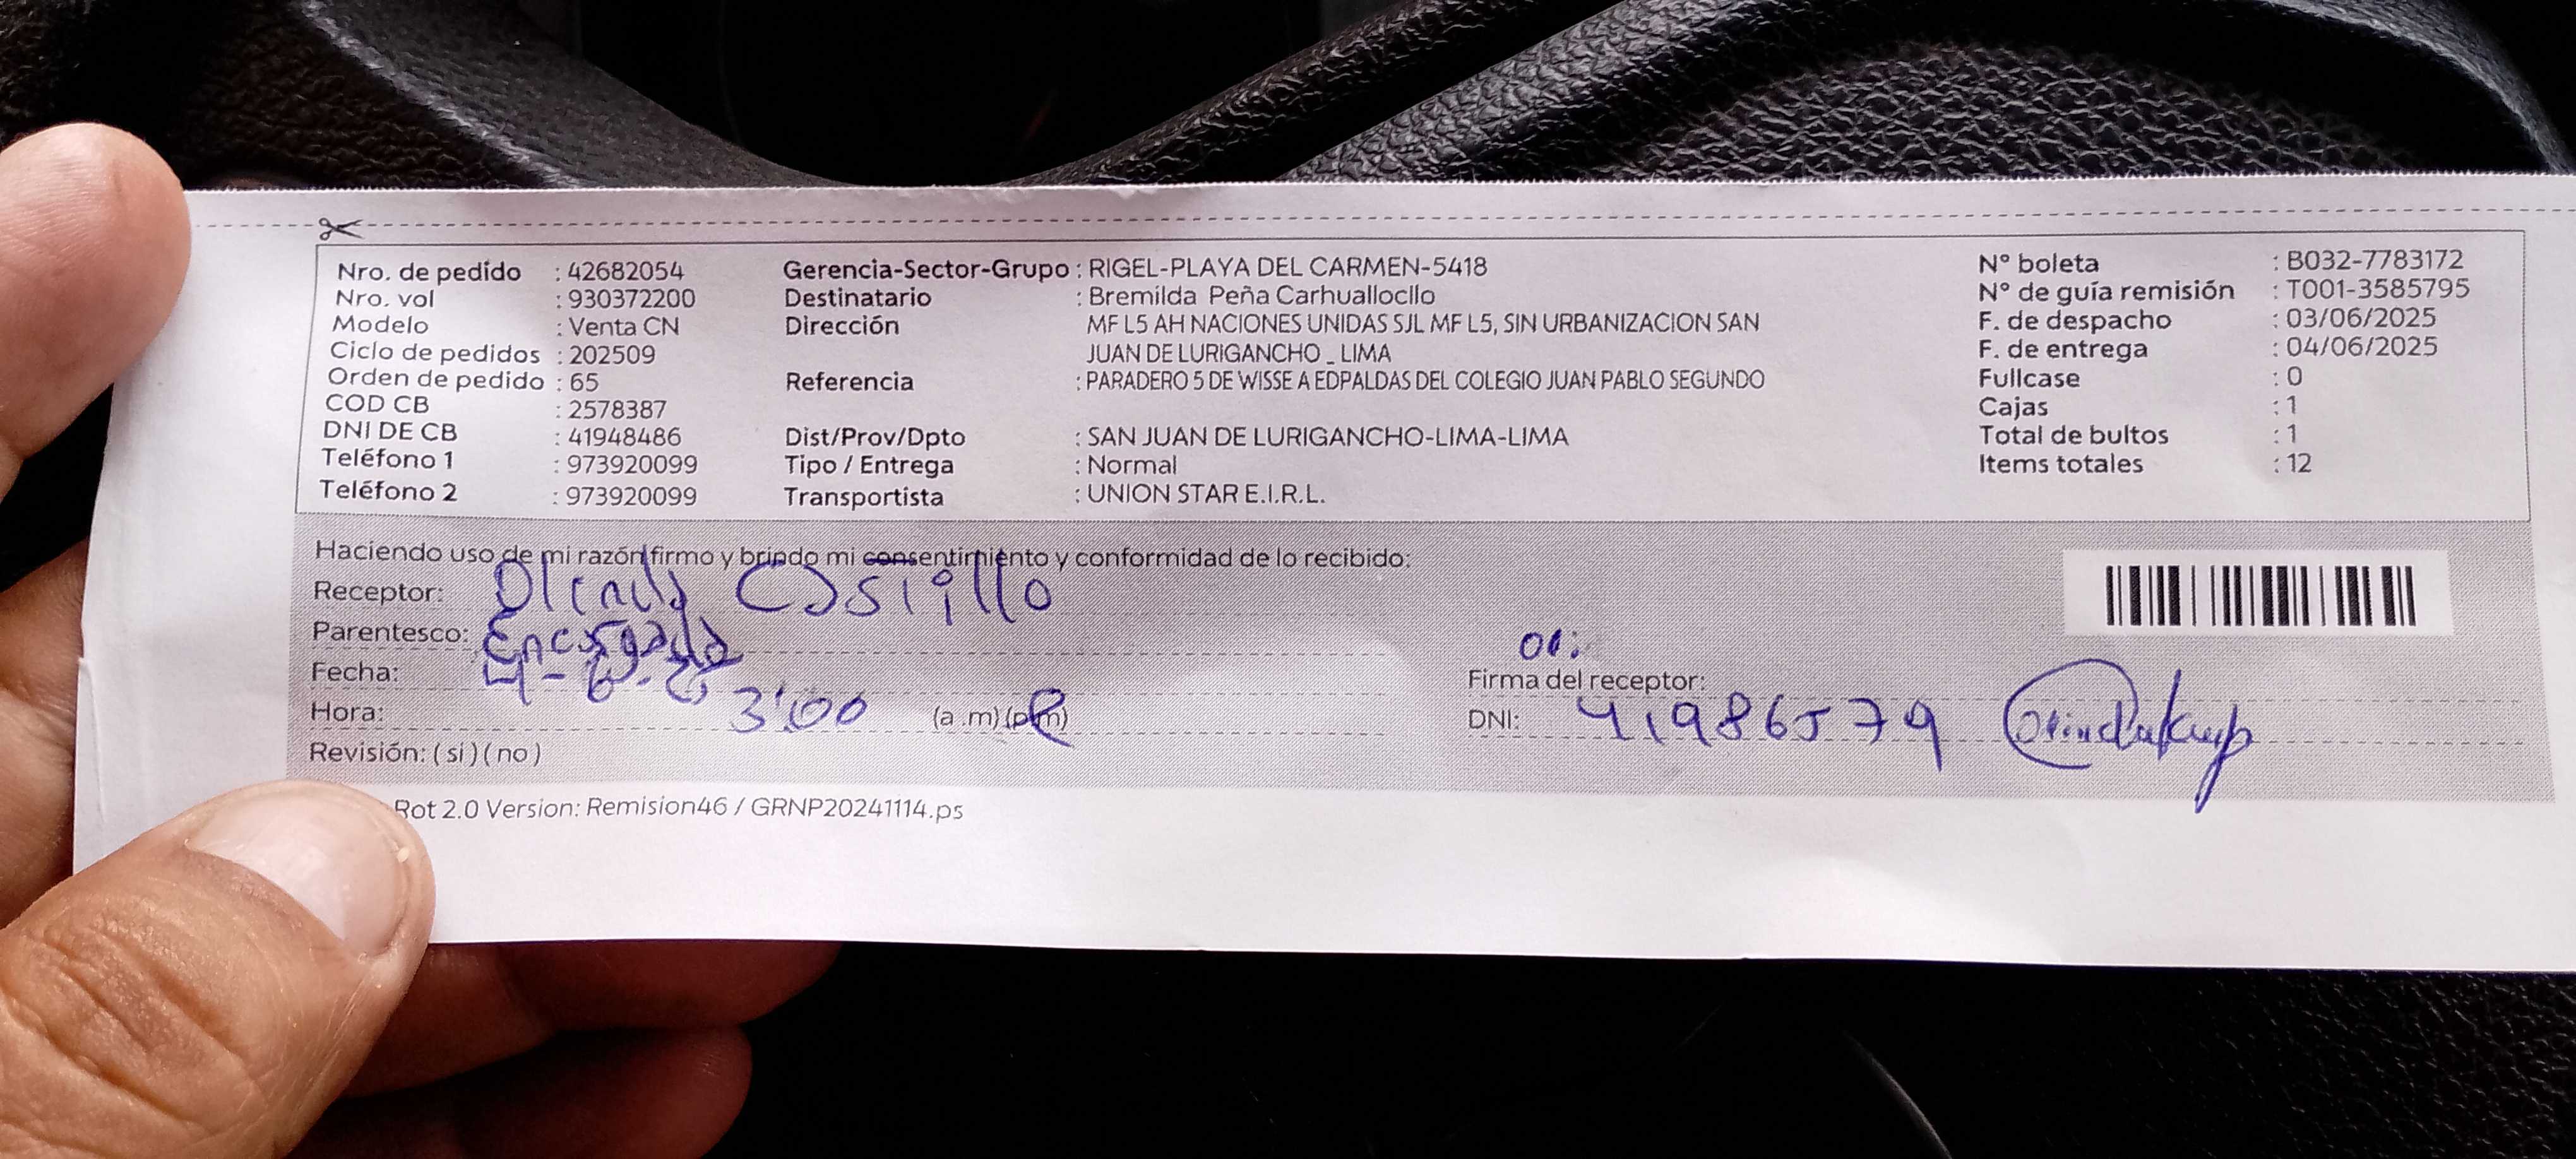 Nro. de pedido : 42682054
Nro. vol : 930372200
Modelo : Venta CN
Ciclo de pedidos : 202509
Orden de pedido : 65
COD CB : 2578387
DNI DE CB : 41948486
Teléfono 1 : 973920099
Teléfono 2 : 973920099
Gerencia-Sector-Grupo : RIGEL-PLAYA DEL CARMEN-5418
Destinatario : Bremilda Peña Carhuallocllo
Dirección MF L5 AH NACIONES UNIDAS SJL MF L5, SIN URBANIZACION SAN
JUAN DE LURIGANCHO _ LIMA
Referencia : PARADERO 5 DE WISSE A EDPALDAS DEL COLEGIO JUAN PABLO SEGUNDO
Dist/Prov/Dpto : SAN JUAN DE LURIGANCHO-LIMA-LIMA
Tipo / Entrega : Normal
Transportista : UNION STAR E.I.R.L.
N° boleta : B032-7783172
N° de guía remisión : T001-3585795
F. de despacho : 03/06/2025
F. de entrega : 04/06/2025
Fullcase : 0
Cajas : 1
Total de bultos : 1
Items totales : 12
Haciendo uso de mi razón firmo y brindo mi consentimiento y conformidad de lo recibido:
Receptor: Castillo
Parentesco: Encargada
Fecha:
Hora: 3:00 (a .m) (p.m)
Revisión: ( si ) ( no )
Firma del receptor:
DNI: 41986579
Rot 2.0 Version: Remision46 / GRNP20241114.ps